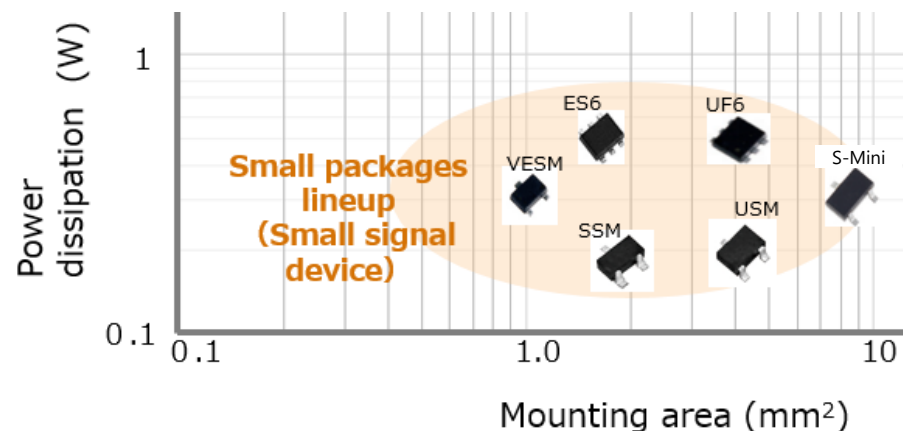 Power
dissipation (W)
1
0.1
ES6
UF6
VESM
S-Mini
SSM
USM
Small packages
lineup
（Small signal
device）
0.1
1.0
10
Mounting area (mm²)